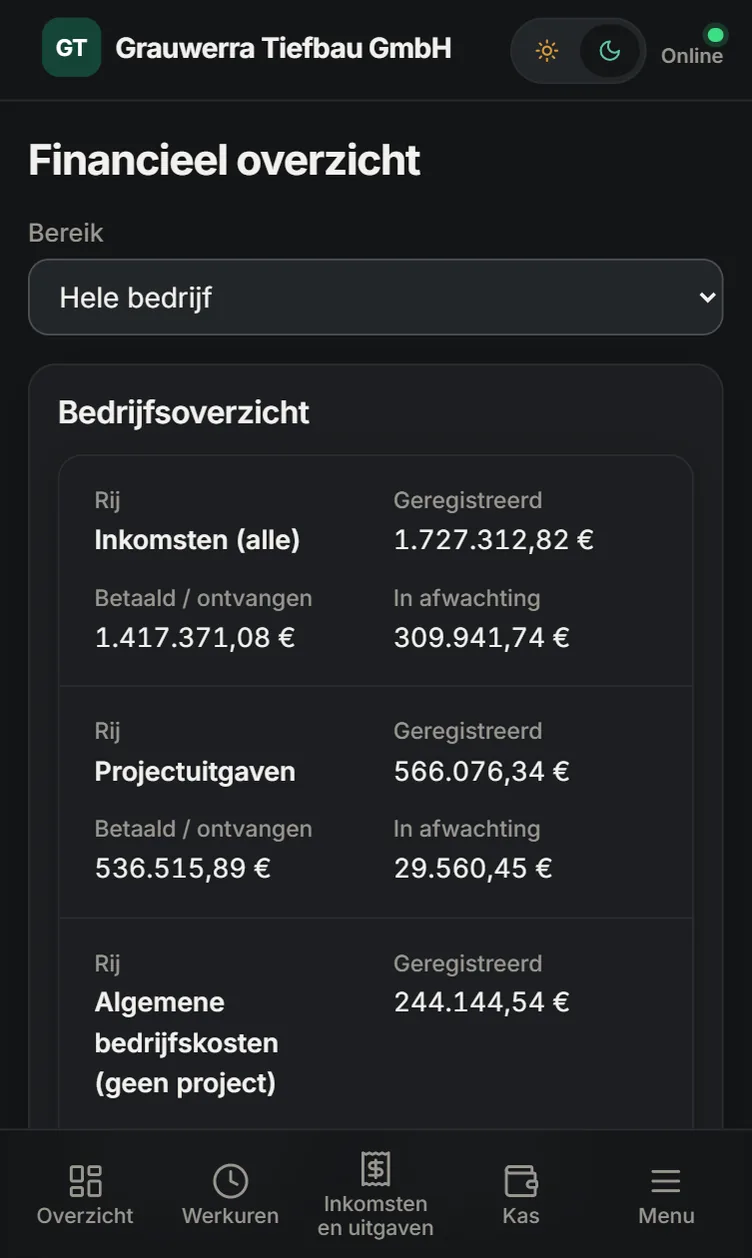 GT Grauwerra Tiefbau GmbH
Online
Financieel overzicht
Bereik
Hele bedrijf
Bedrijfsoverzicht
Rij Geregistreerd
Inkomsten (alle) 1.727.312,82 €
Betaald / ontvangen In afwachting
1.417.371,08 € 309.941,74 €
Rij Geregistreerd
Projectuitgaven 566.076,34 €
Betaald / ontvangen In afwachting
536.515,89 € 29.560,45 €
Rij Geregistreerd
Algemene 244.144,54 €
bedrijfskosten
(geen project)
Overzicht
Werkuren
Inkomsten
en uitgaven
Kas
Menu